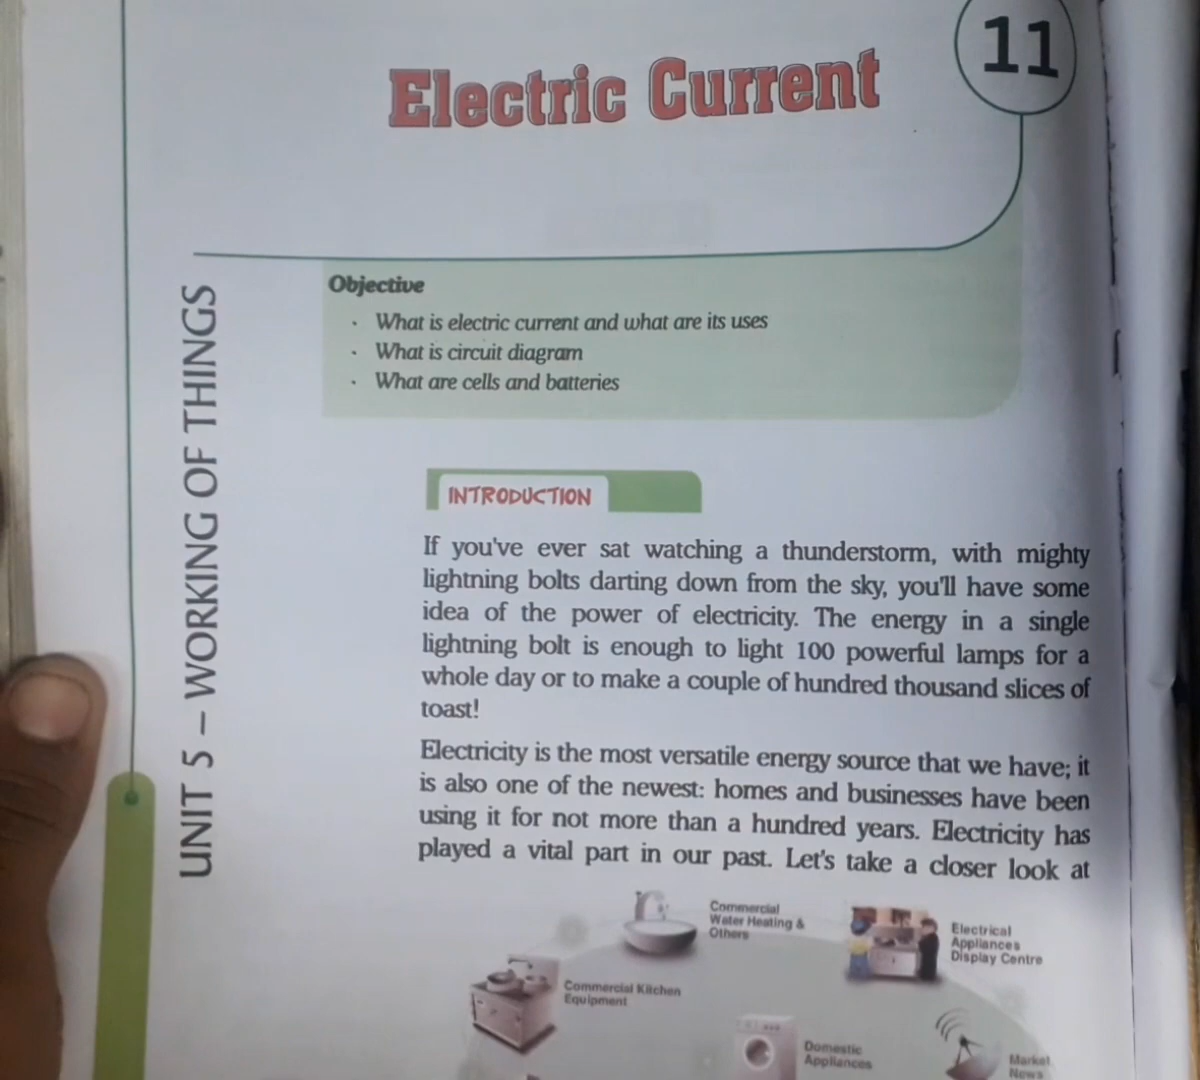 11
Electric Current
UNIT 5 – WORKING OF THINGS
Objective
· What is electric current and what are its uses
· What is circuit diagram
· What are cells and batteries
INTRODUCTION
If you've ever sat watching a thunderstorm, with mighty
lightning bolts darting down from the sky, you'll have some
idea of the power of electricity. The energy in a single
lightning bolt is enough to light 100 powerful lamps for a
whole day or to make a couple of hundred thousand slices of
toast!
Electricity is the most versatile energy source that we have; it
is also one of the newest: homes and businesses have been
using it for not more than a hundred years. Electricity has
played a vital part in our past. Let's take a closer look at
Commercial
Water Heating &
Others
Electrical
Appliances
Display Centre
Commercial Kitchen
Equipment
Domestic
Appliances
Market
News